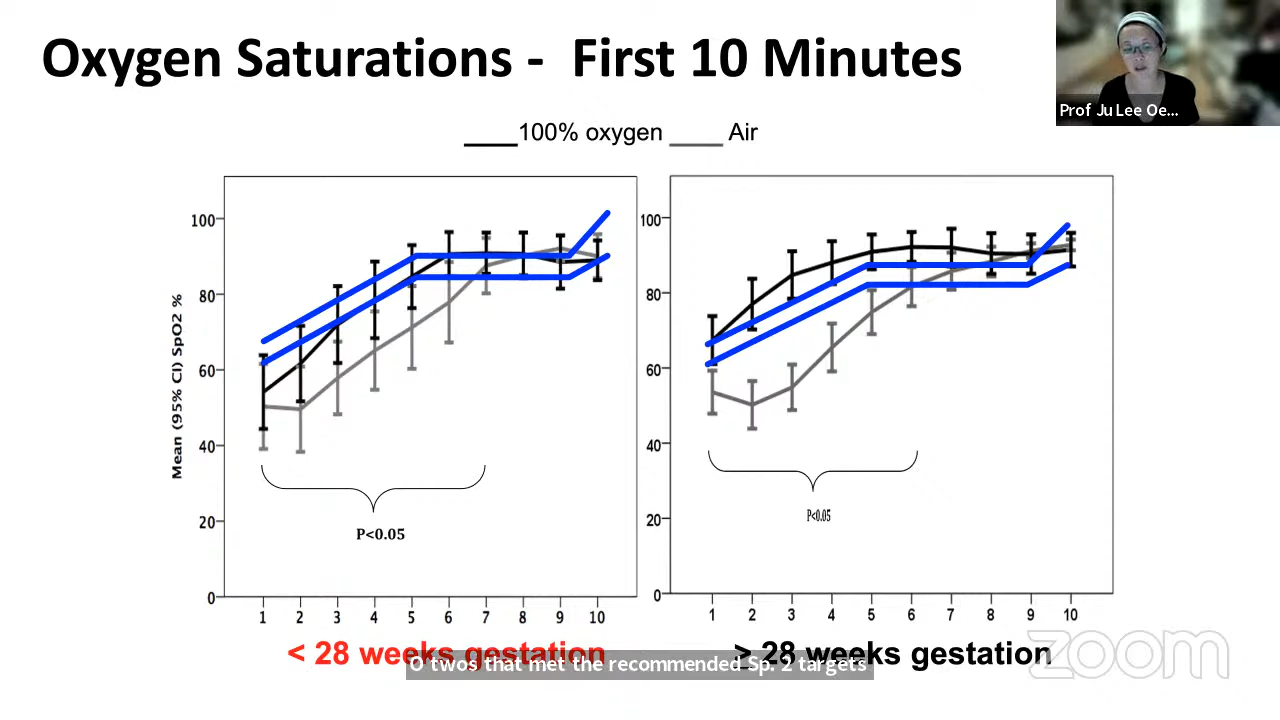 Oxygen Saturations - First 10 Minutes
Prof Ju Lee Oe...
100% oxygen Air
Mean (95% CI) SpO2 %
100
80
60
40
20
0
P<0.05
1 2 3 4 5 6 7 8 9 10
< 28 weeks gestation
100
80
60
40
20
0
P<0.05
1 2 3 4 5 6 7 8 9 10
≥ 28 weeks gestation
O twos that met the recommended Sp. 2 targets
zoom